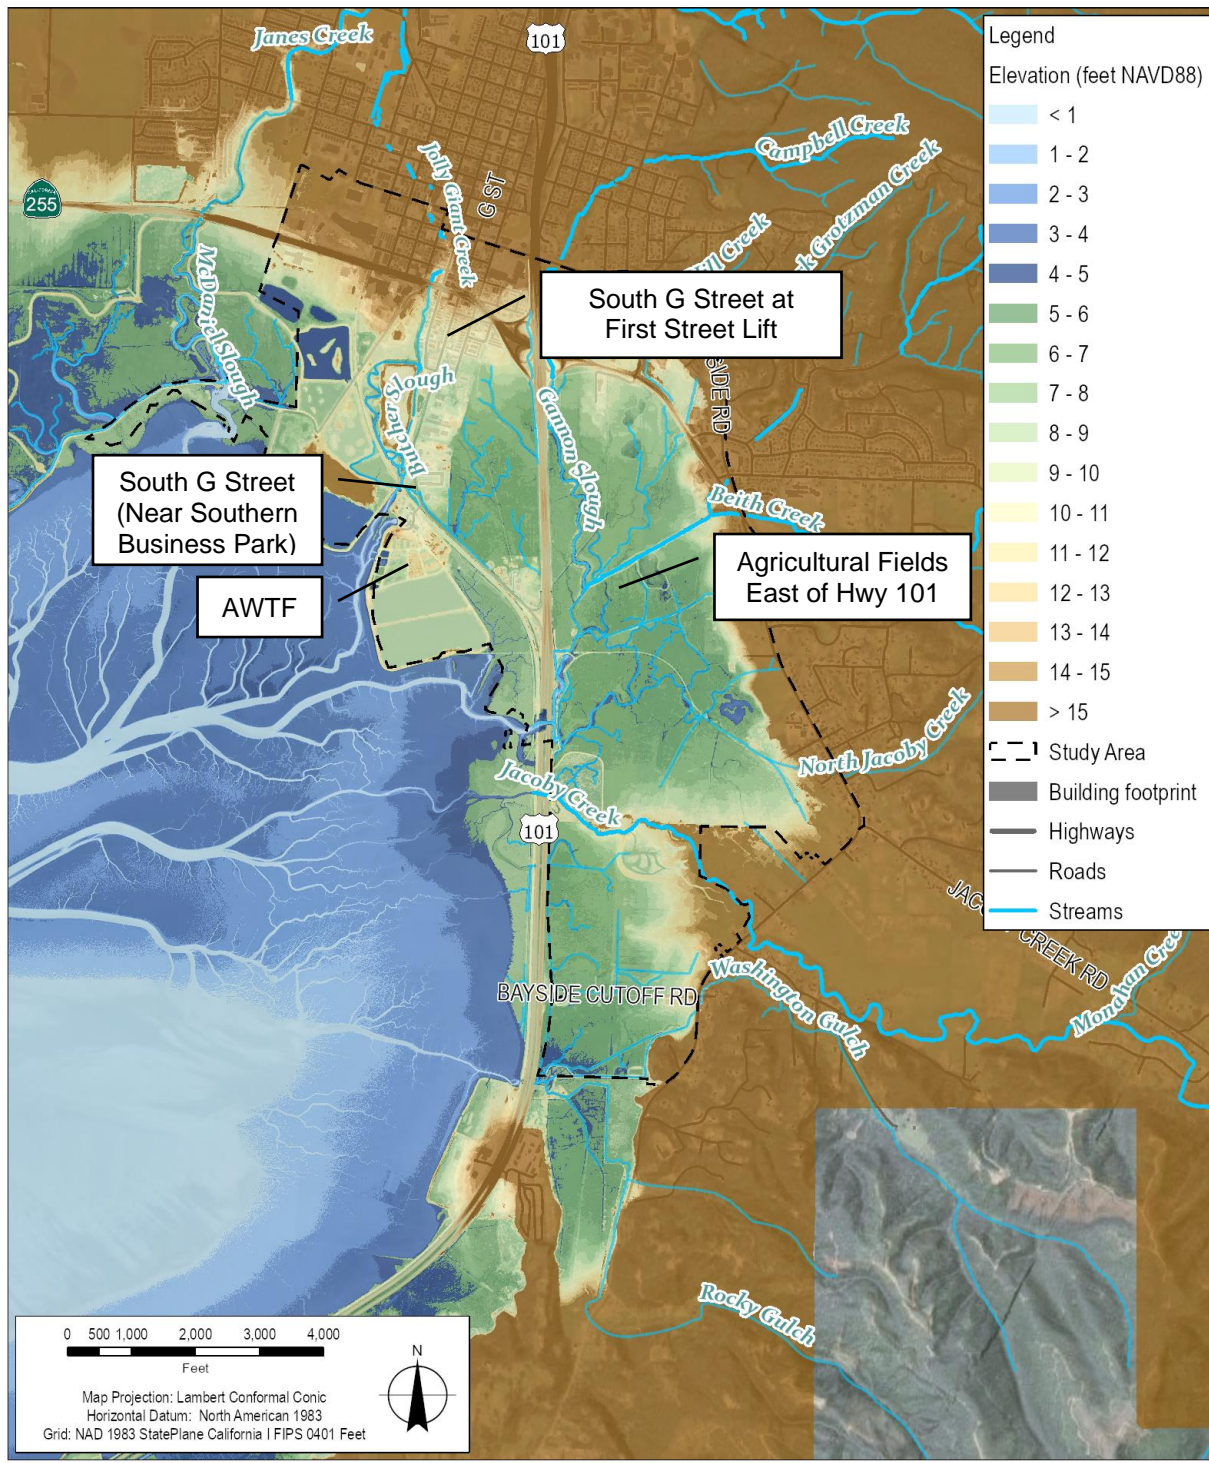 Janes Creek
101
Legend
Elevation (feet NAVD88)
< 1
1 - 2
2 - 3
3 - 4
4 - 5
5 - 6
6 - 7
7 - 8
8 - 9
9 - 10
10 - 11
11 - 12
12 - 13
13 - 14
14 - 15
> 15
Study Area
Building footprint
Highways
Roads
Streams
Campbell Creek
Jolly Giant Creek
G ST
CALIFORNIA
255
Grotzman Creek
Creek
McDaniel Slough
South G Street at
First Street Lift
Butchers Slough
Gannon Slough
RD
South G Street
(Near Southern
Business Park)
Beith Creek
Agricultural Fields
East of Hwy 101
AWTF
North Jacoby Creek
Jacoby Creek
101
CREEK RD
Washington Gulch
BAYSIDE CUTOFF RD
Rocky Gulch
0 500 1,000 2,000 3,000 4,000
Feet
N
Map Projection: Lambert Conformal Conic
Horizontal Datum: North American 1983
Grid: NAD 1983 StatePlane California I FIPS 0401 Feet